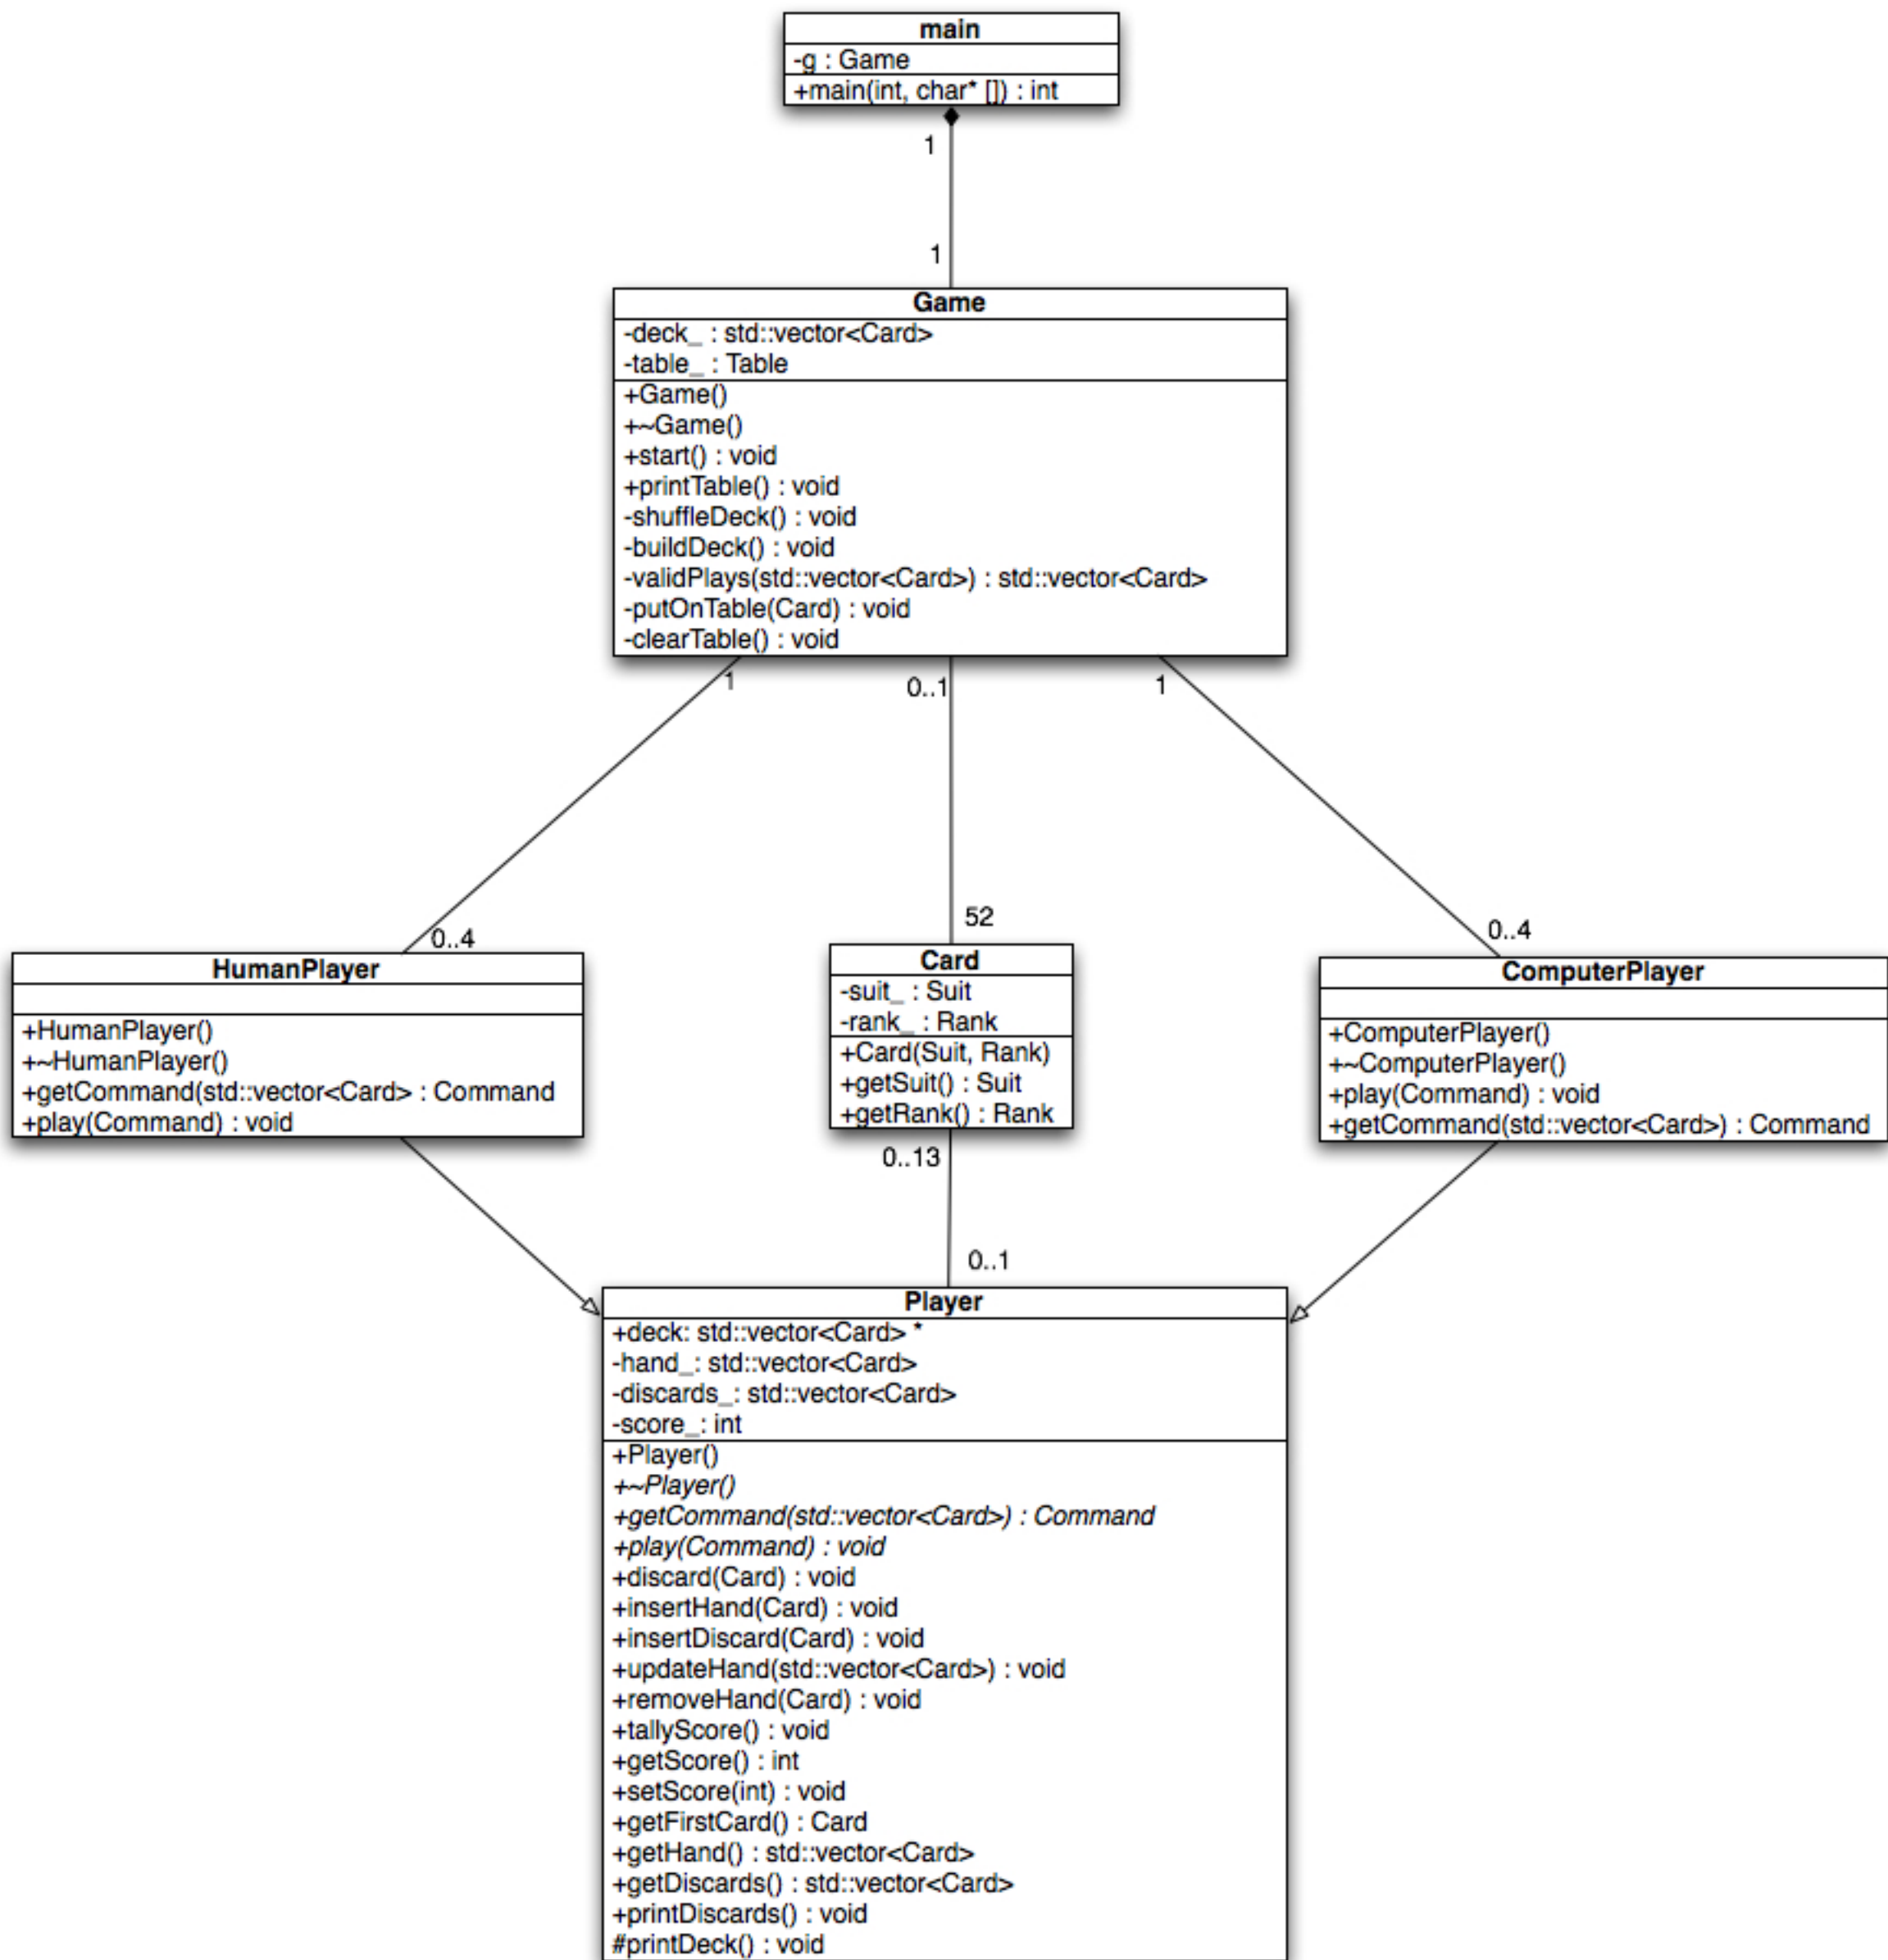 main
-g : Game
+main(int, char* []) : int
1
1
Game
-deck_ : std::vector<Card>
-table_ : Table
+Game()
+~Game()
+start() : void
+printTable() : void
-shuffleDeck() : void
-buildDeck() : void
-validPlays(std::vector<Card>) : std::vector<Card>
-putOnTable(Card) : void
-clearTable() : void
1
0..1
1
0..4
52
0..4
HumanPlayer
+HumanPlayer()
+~HumanPlayer()
+getCommand(std::vector<Card> : Command
+play(Command) : void
Card
-suit_ : Suit
-rank_ : Rank
+Card(Suit, Rank)
+getSuit() : Suit
+getRank() : Rank
ComputerPlayer
+ComputerPlayer()
+~ComputerPlayer()
+play(Command) : void
+getCommand(std::vector<Card>) : Command
0..13
0..1
Player
+deck: std::vector<Card> *
-hand_: std::vector<Card>
-discards_: std::vector<Card>
-score_: int
+Player()
+~Player()
+getCommand(std::vector<Card>) : Command
+play(Command) : void
+discard(Card) : void
+insertHand(Card) : void
+insertDiscard(Card) : void
+updateHand(std::vector<Card>) : void
+removeHand(Card) : void
+tallyScore() : void
+getScore() : int
+setScore(int) : void
+getFirstCard() : Card
+getHand() : std::vector<Card>
+getDiscards() : std::vector<Card>
+printDiscards() : void
#printDeck() : void